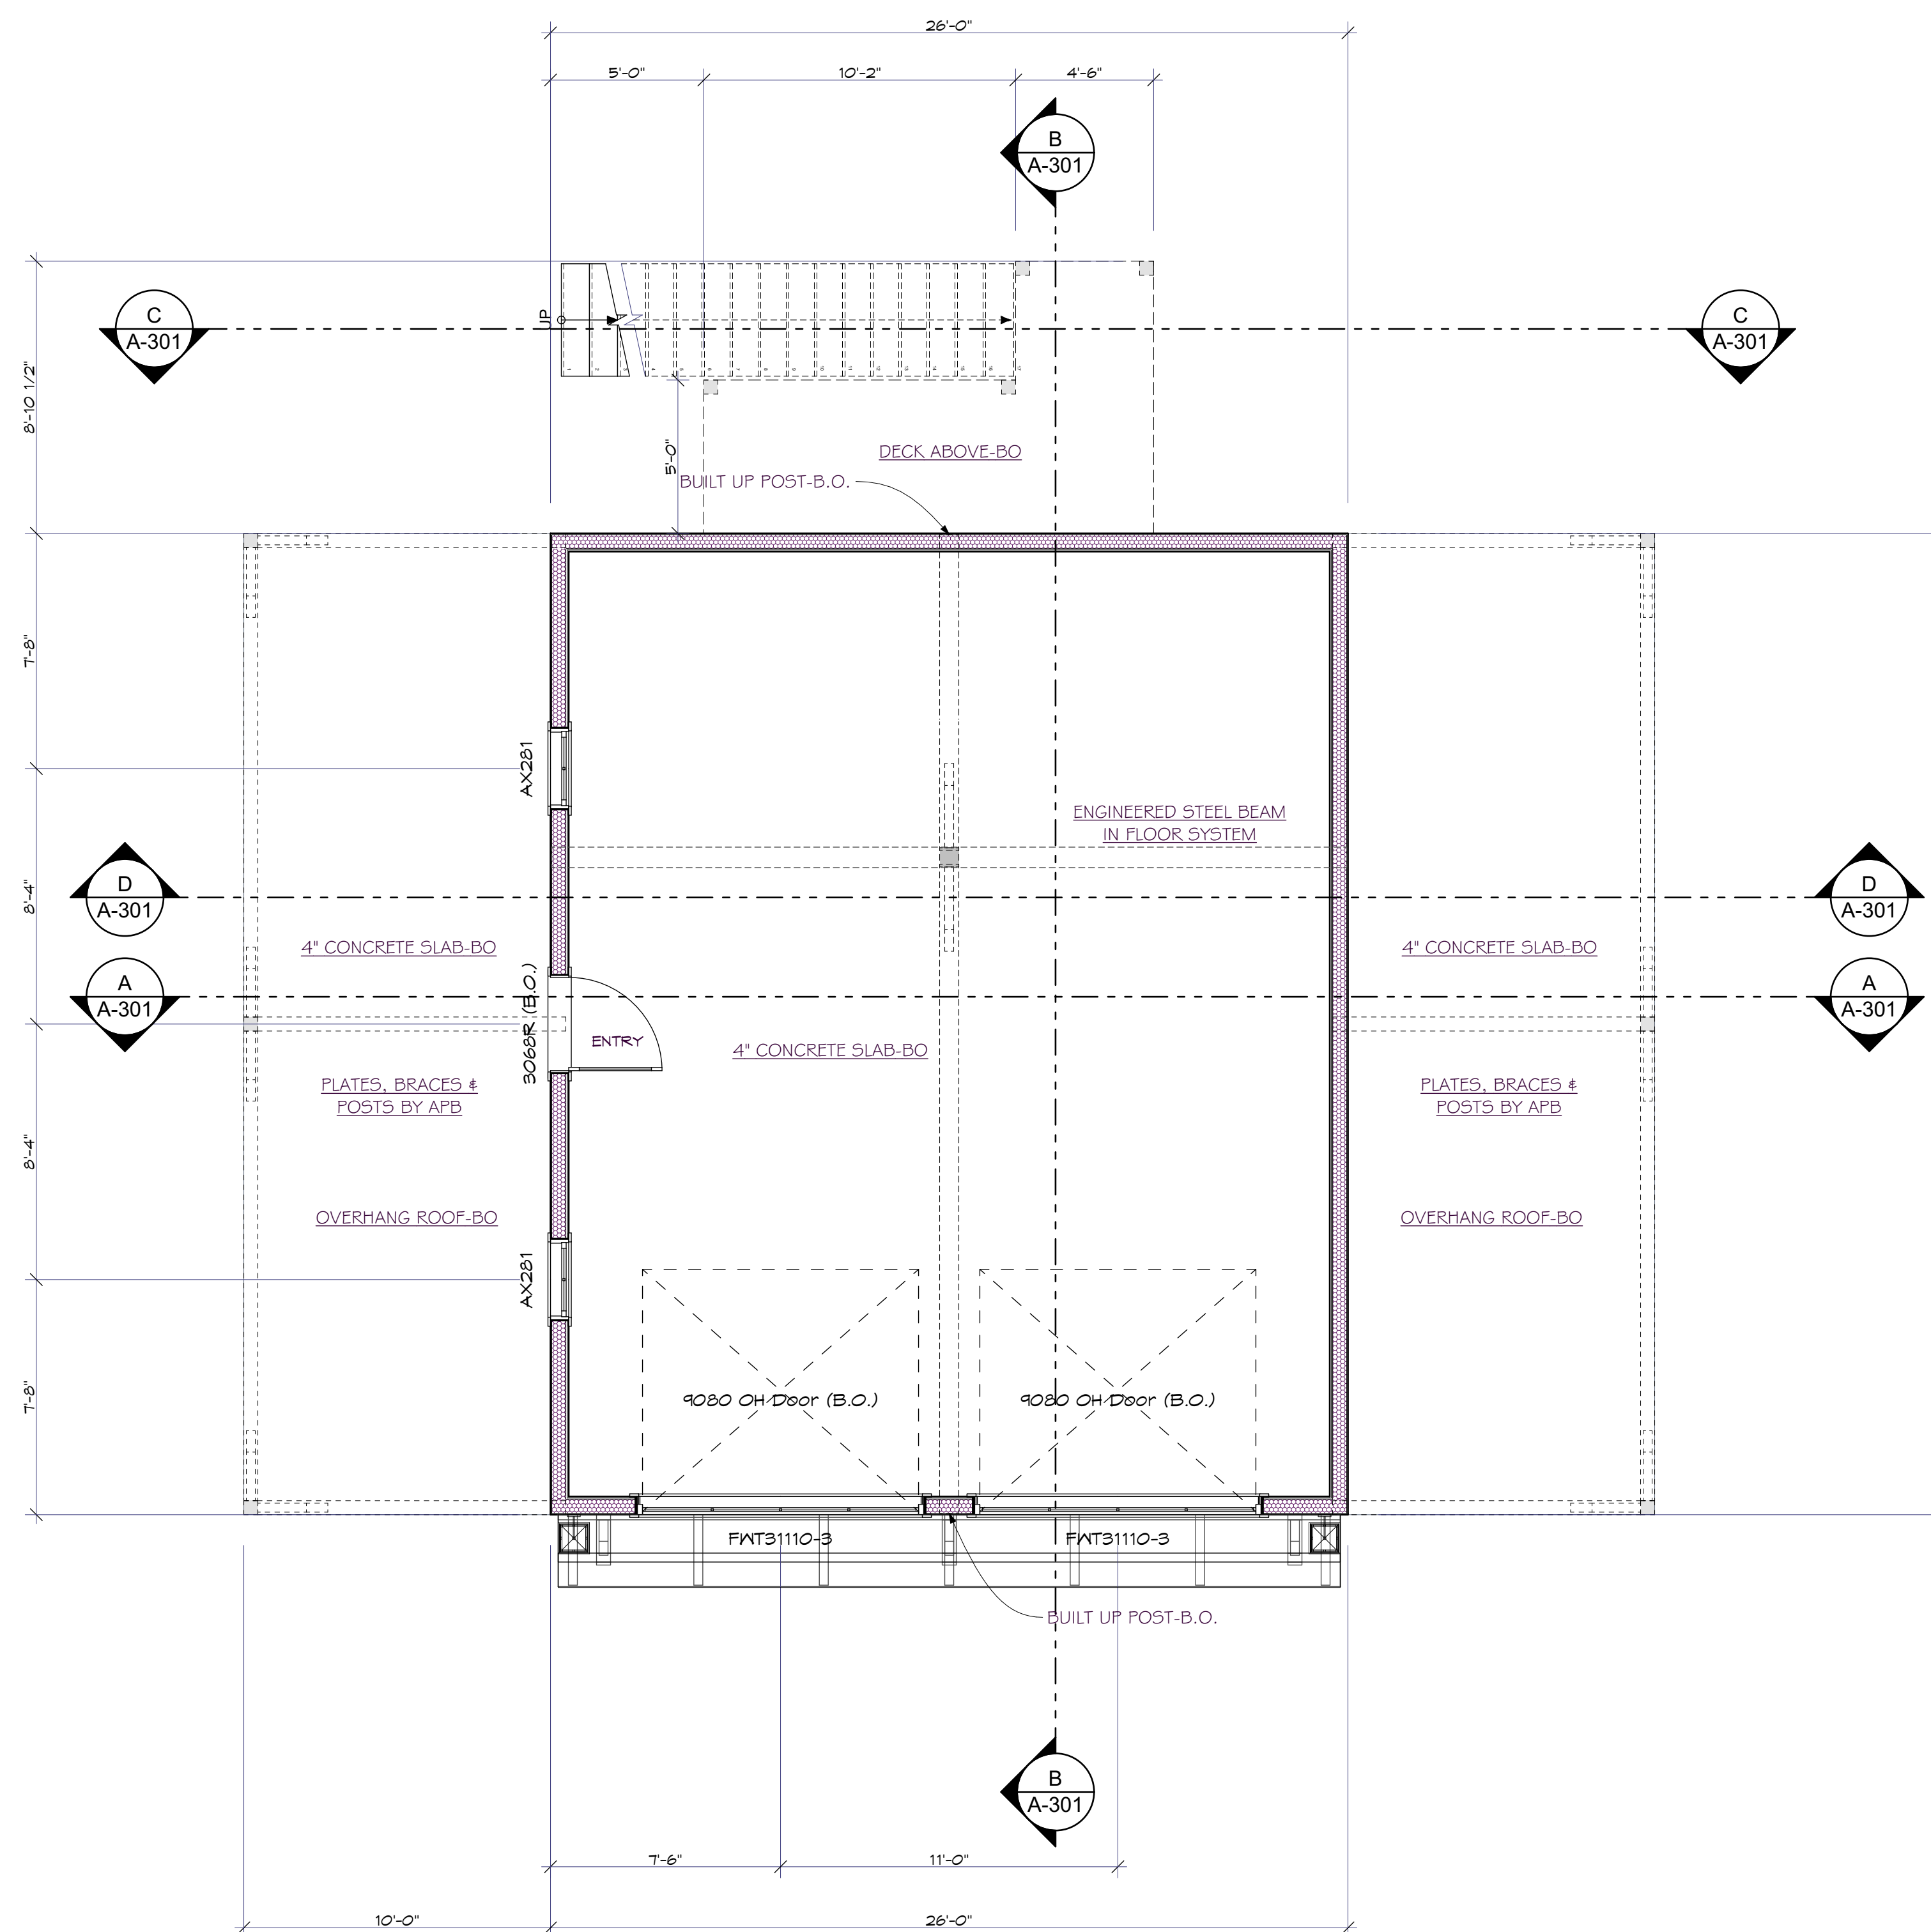 26'-0"
5'-0"
10'-2"
4'-6"
B
A-301
C
A-301
C
A-301
UP
8'-10 1/2"
5'-0"
DECK ABOVE-BO
BUILT UP POST-B.O.
7'-8"
AX281
ENGINEERED STEEL BEAM
IN FLOOR SYSTEM
D
A-301
D
A-301
8'-4"
4" CONCRETE SLAB-BO
4" CONCRETE SLAB-BO
A
A-301
A
A-301
3068R (B.O.)
ENTRY
4" CONCRETE SLAB-BO
PLATES, BRACES &
POSTS BY APB
PLATES, BRACES &
POSTS BY APB
8'-4"
OVERHANG ROOF-BO
OVERHANG ROOF-BO
AX281
7'-8"
9080 OH Door (B.O.)
9080 OH Door (B.O.)
FWT31110-3
FWT31110-3
BUILT UP POST-B.O.
B
A-301
7'-6"
11'-0"
10'-0"
26'-0"